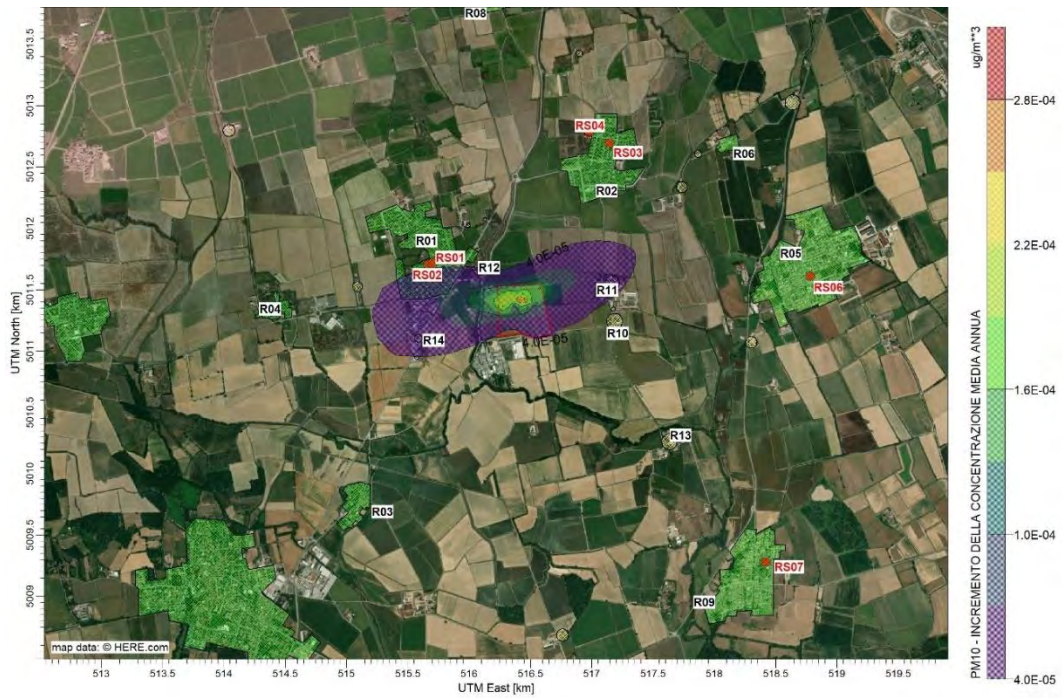 R08
RS04
RS03
R02
R06
R01
RS01
RS02
R12
4.0E-05
R05
RS06
R11
R04
R10
R14
4.0E-05
R13
R03
RS07
R09
map data: © HERE.com
UTM North [km]
5013.5
5013
5012.5
5012
5011.5
5011
5010.5
5010
5009.5
5009
513
513.5
514
514.5
515
515.5
516
516.5
517
517.5
518
518.5
519
519.5
UTM East [km]
PM10 - INCREMENTO DELLA CONCENTRAZIONE MEDIA ANNUA
ug/m**3
2.8E-04
2.2E-04
1.6E-04
1.0E-04
4.0E-05